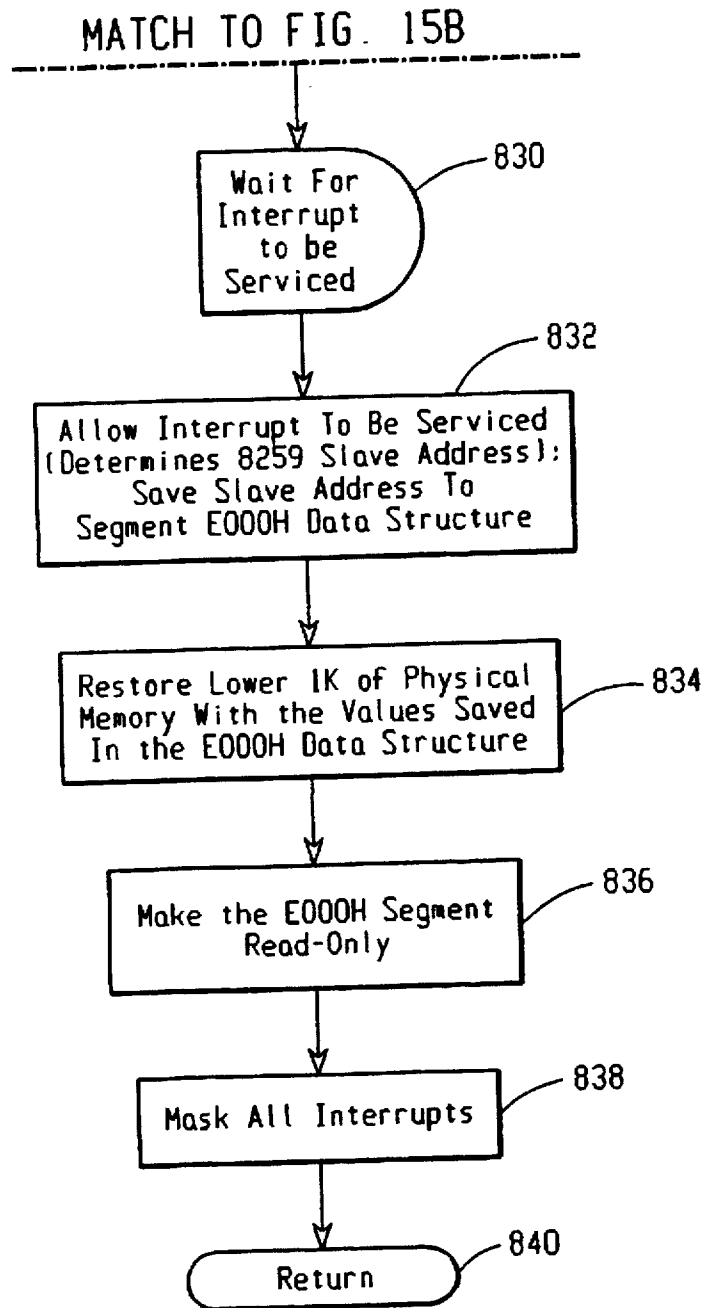 MATCH TO FIG. 15B
830
Wait For
Interrupt
to be
Serviced
832
Allow Interrupt To Be Serviced
(Determines 8259 Slave Address):
Save Slave Address To
Segment E000H Data Structure
834
Restore Lower 1K of Physical
Memory With the Values Saved
In the E000H Data Structure
836
Make the E000H Segment
Read-Only
838
Mask All Interrupts
840
Return